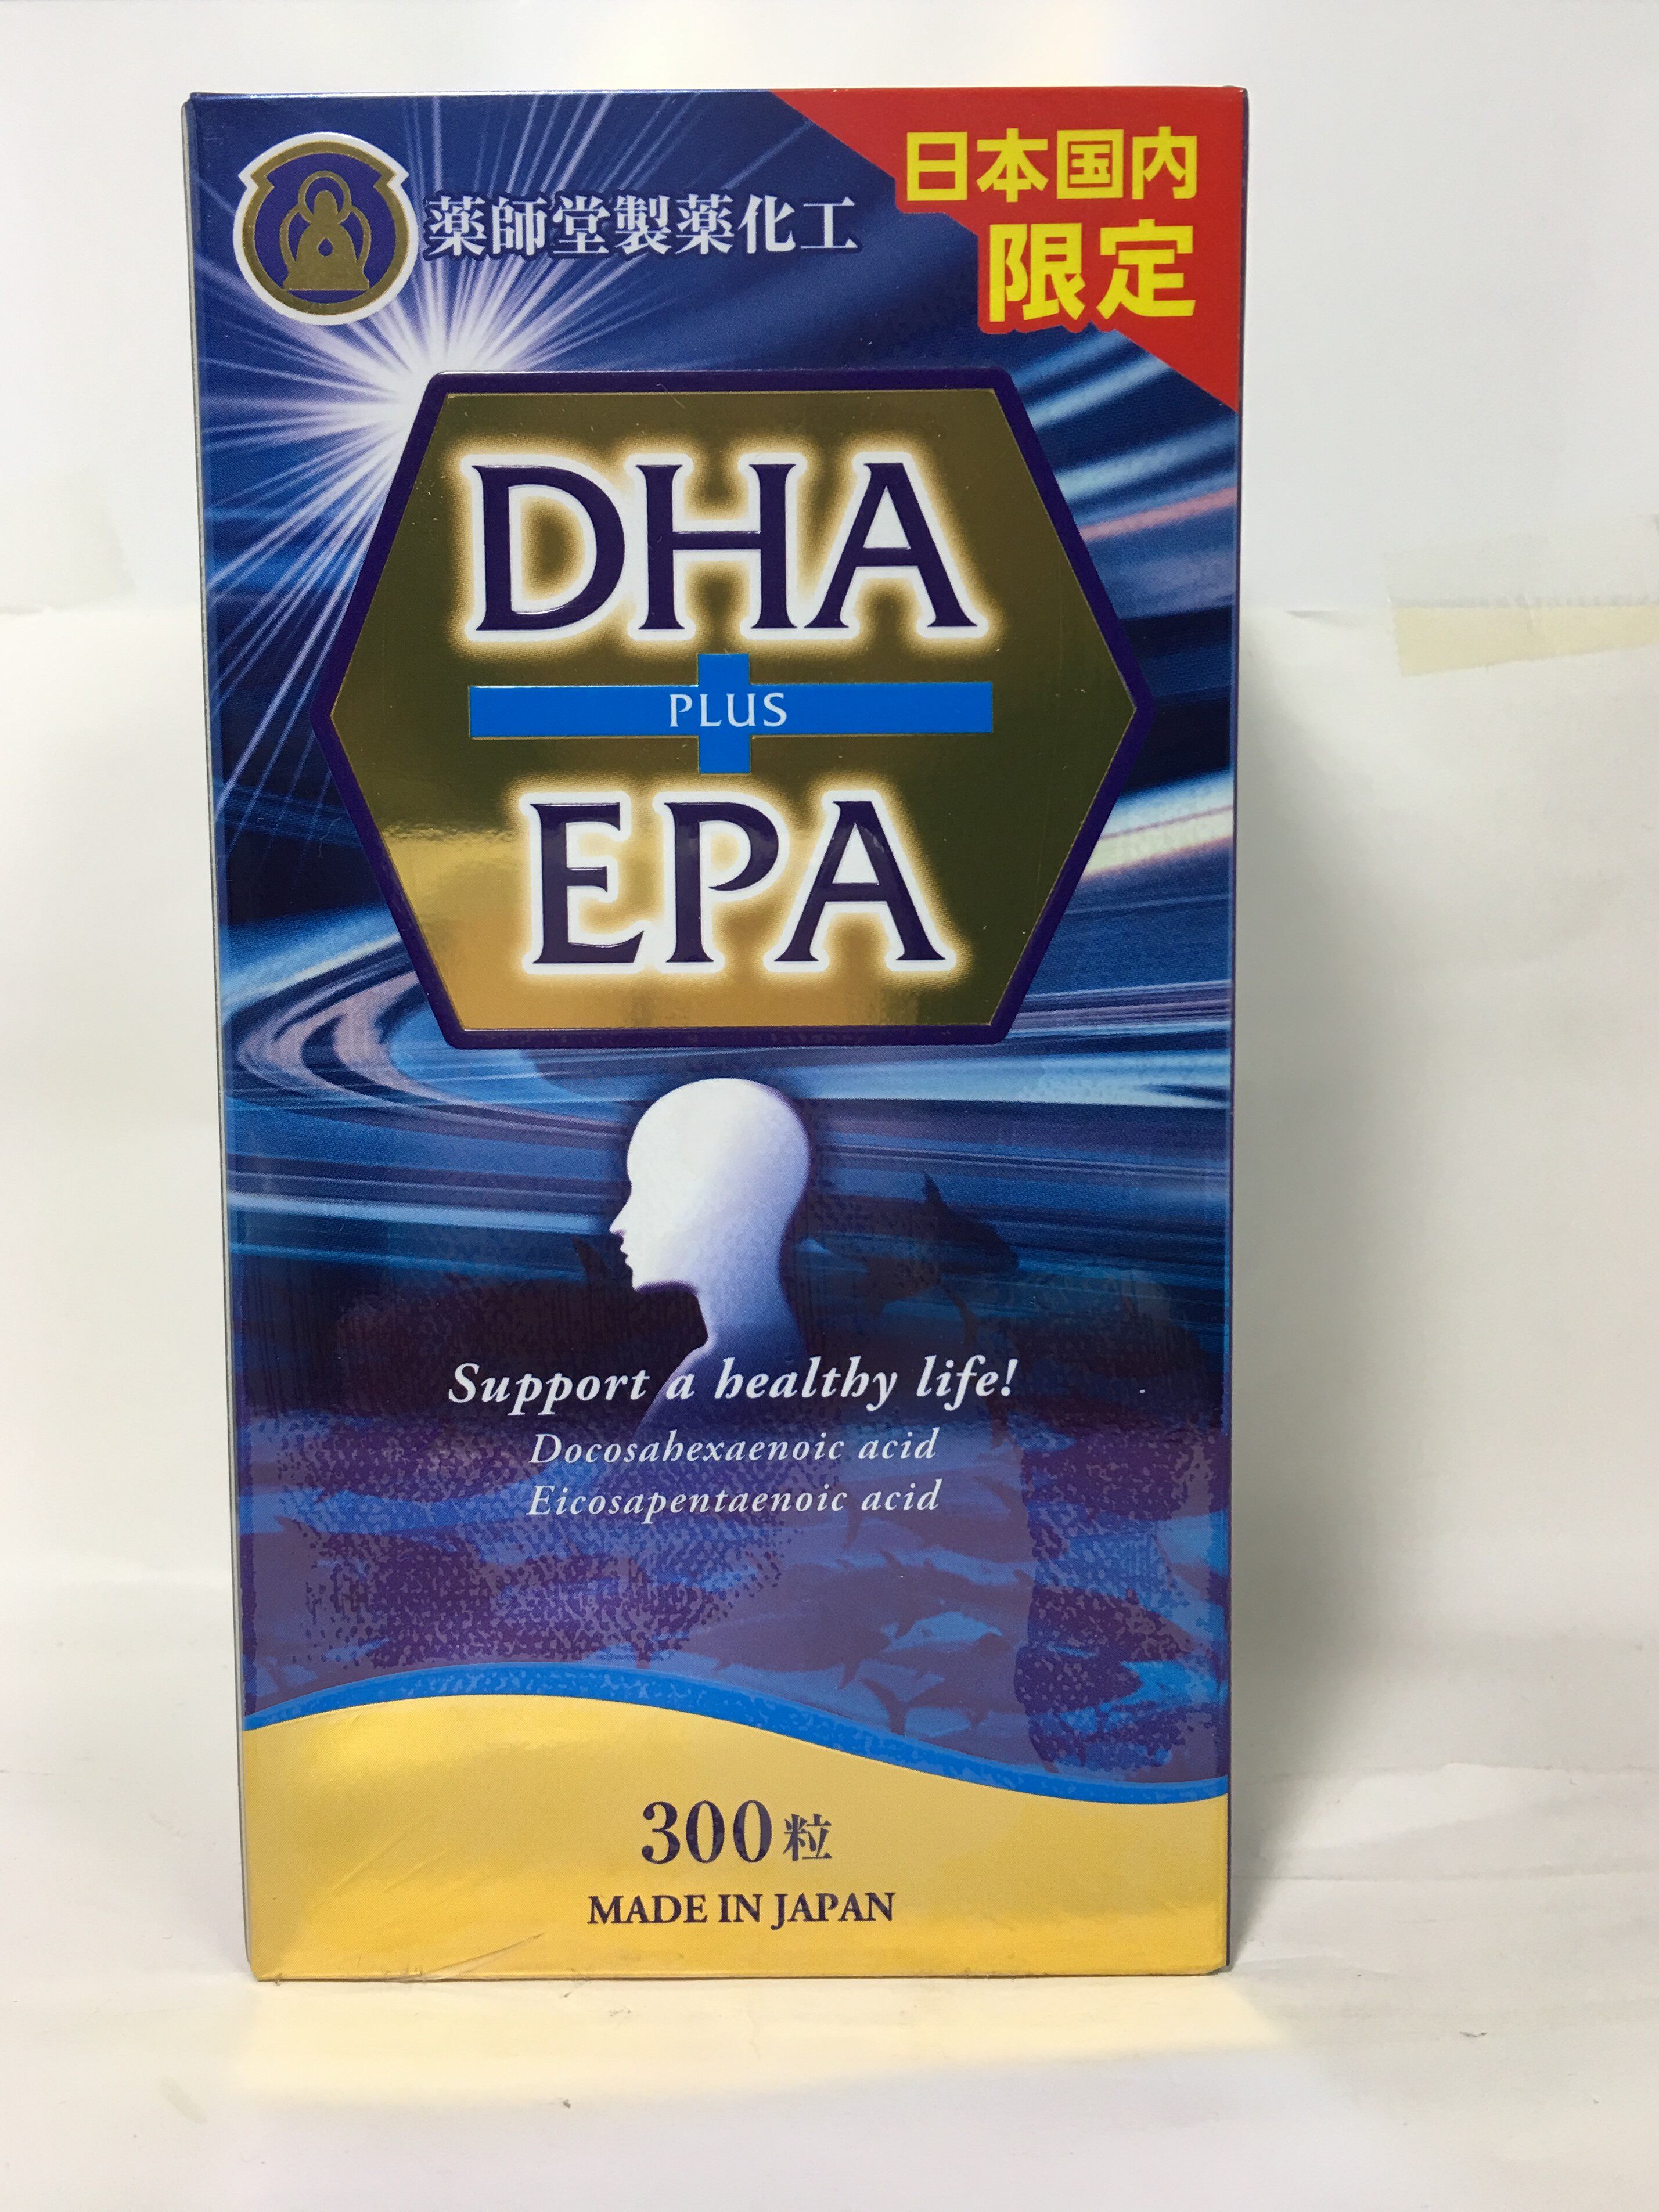 薬師堂製薬化工
日本国内
限定
DHA
PLUS
EPA
Support a healthy life!
Docosahexaenoic acid
Eicosapentaenoic acid
300粒
MADE IN JAPAN